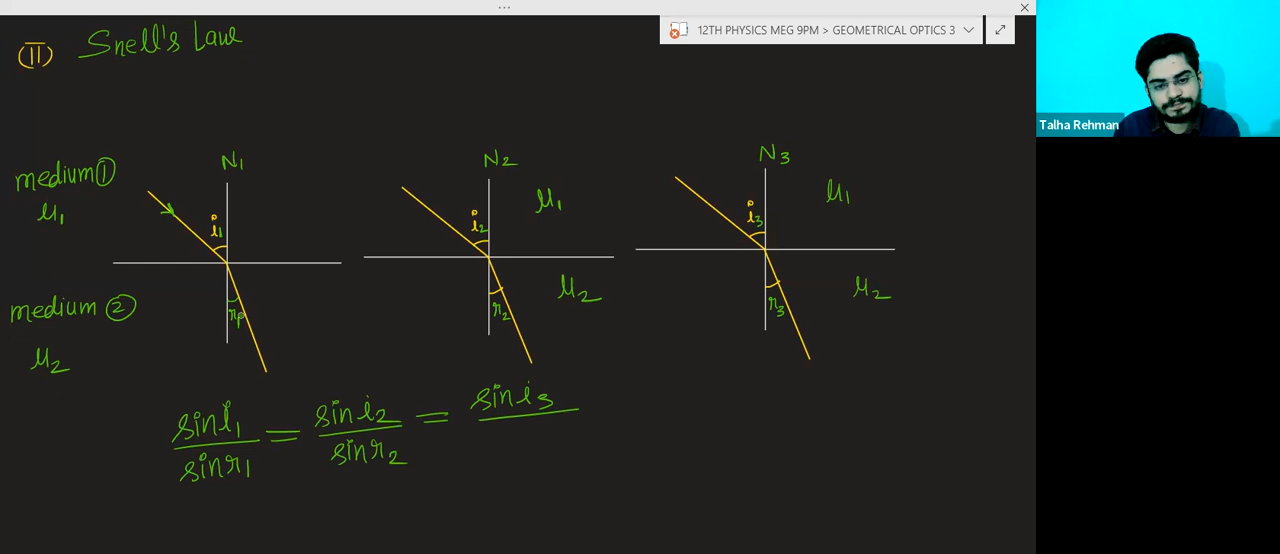 12TH PHYSICS MEG 9PM > GEOMETRICAL OPTICS 3
(II) Snell's Law
Talha Rehman
medium ①
μ1
N1
i1
r1
N2
i2
μ1
μ2
r2
N3
i3
μ1
μ2
r3
medium ②
μ2
sin i1 / sin r1 = sin i2 / sin r2 = sin i3